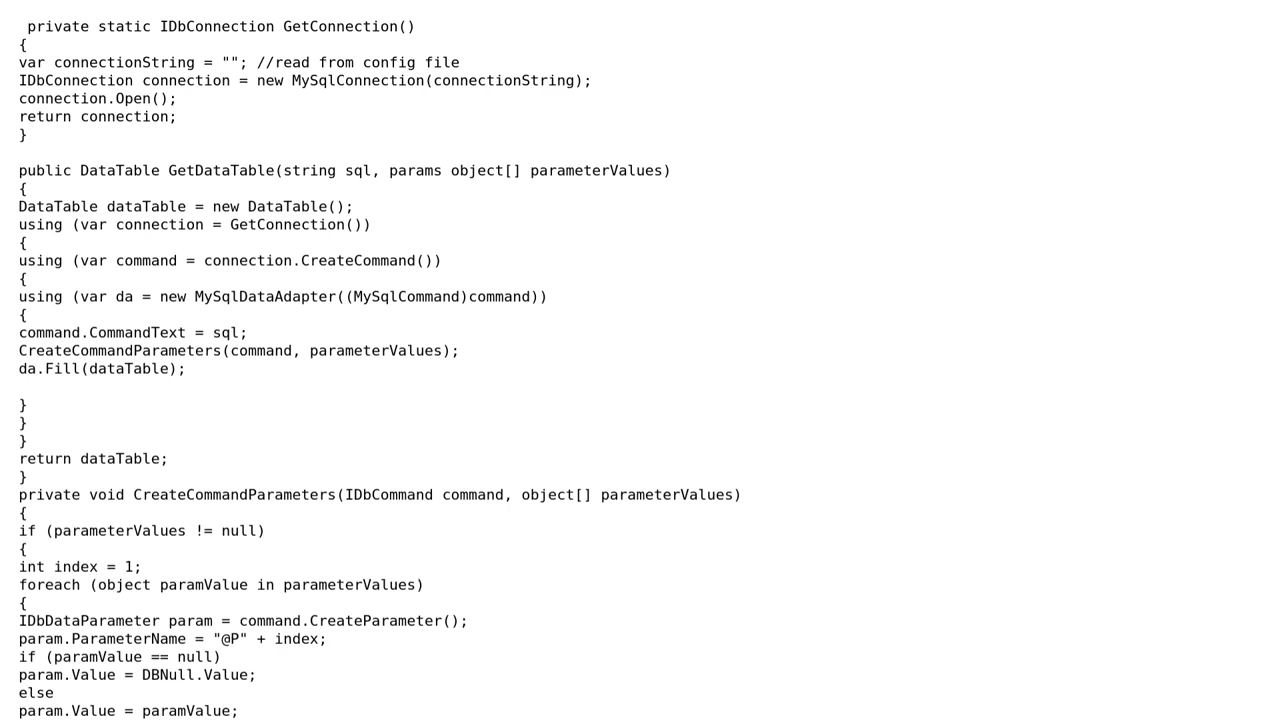 private static IDbConnection GetConnection()
{
var connectionString = ""; //read from config file
IDbConnection connection = new MySqlConnection(connectionString);
connection.Open();
return connection;
}

public DataTable GetDataTable(string sql, params object[] parameterValues)
{
DataTable dataTable = new DataTable();
using (var connection = GetConnection())
{
using (var command = connection.CreateCommand())
{
using (var da = new MySqlDataAdapter((MySqlCommand)command))
{
command.CommandText = sql;
CreateCommandParameters(command, parameterValues);
da.Fill(dataTable);

}
}
}
return dataTable;
}
private void CreateCommandParameters(IDbCommand command, object[] parameterValues)
{
if (parameterValues != null)
{
int index = 1;
foreach (object paramValue in parameterValues)
{
IDbDataParameter param = command.CreateParameter();
param.ParameterName = "@P" + index;
if (paramValue == null)
param.Value = DBNull.Value;
else
param.Value = paramValue;